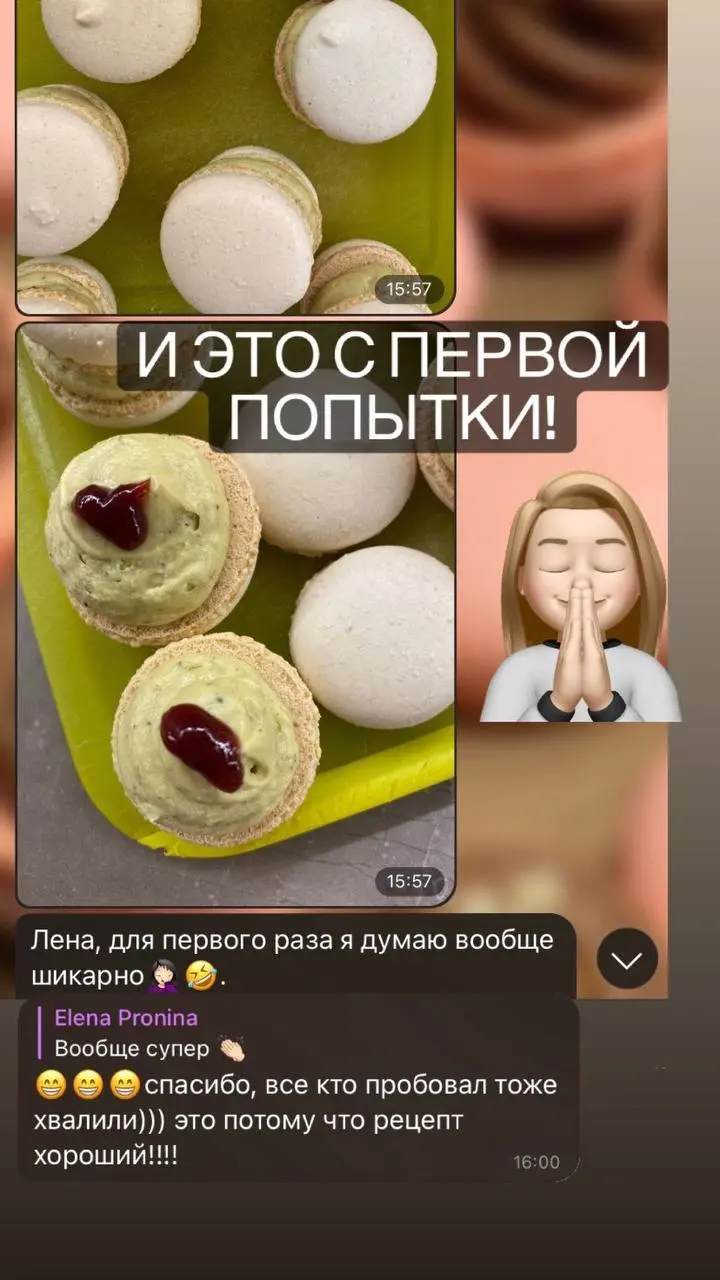 15:57
И ЭТО С ПЕРВОЙ
ПОПЫТКИ!
15:57
Лена, для первого раза я думаю вообще
шикарно🤦🏻‍♀️🤣.
Elena Pronina
Вообще супер 👏🏻
😁😁😁спасибо, все кто пробовал тоже
хвалили))) это потому что рецепт
хороший!!!!
16:00